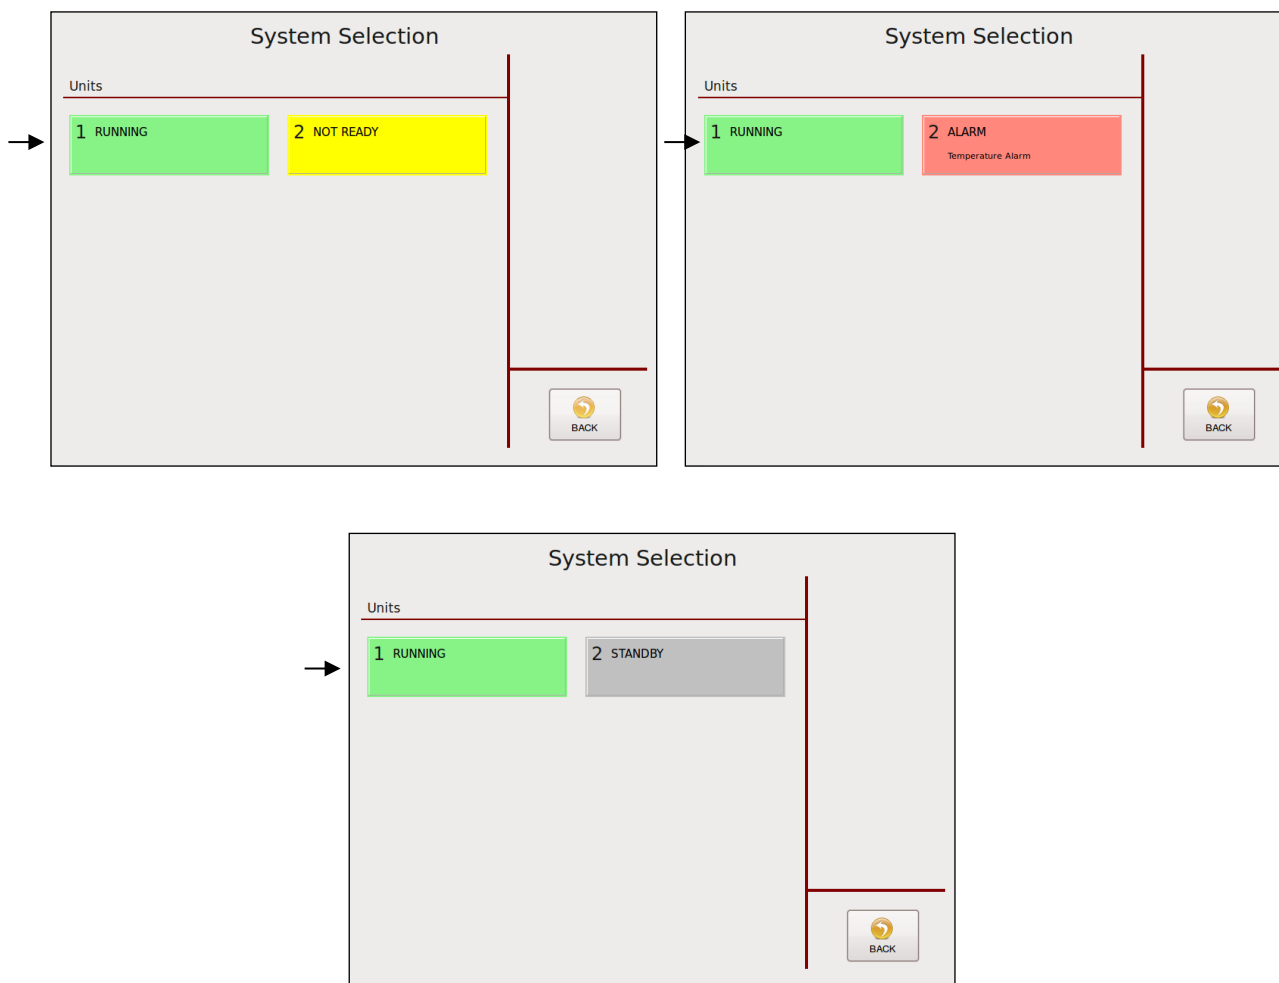 System Selection
Units
1 RUNNING
2 NOT READY
BACK
System Selection
Units
1 RUNNING
2 ALARM
Temperature Alarm
BACK
System Selection
Units
1 RUNNING
2 STANDBY
BACK